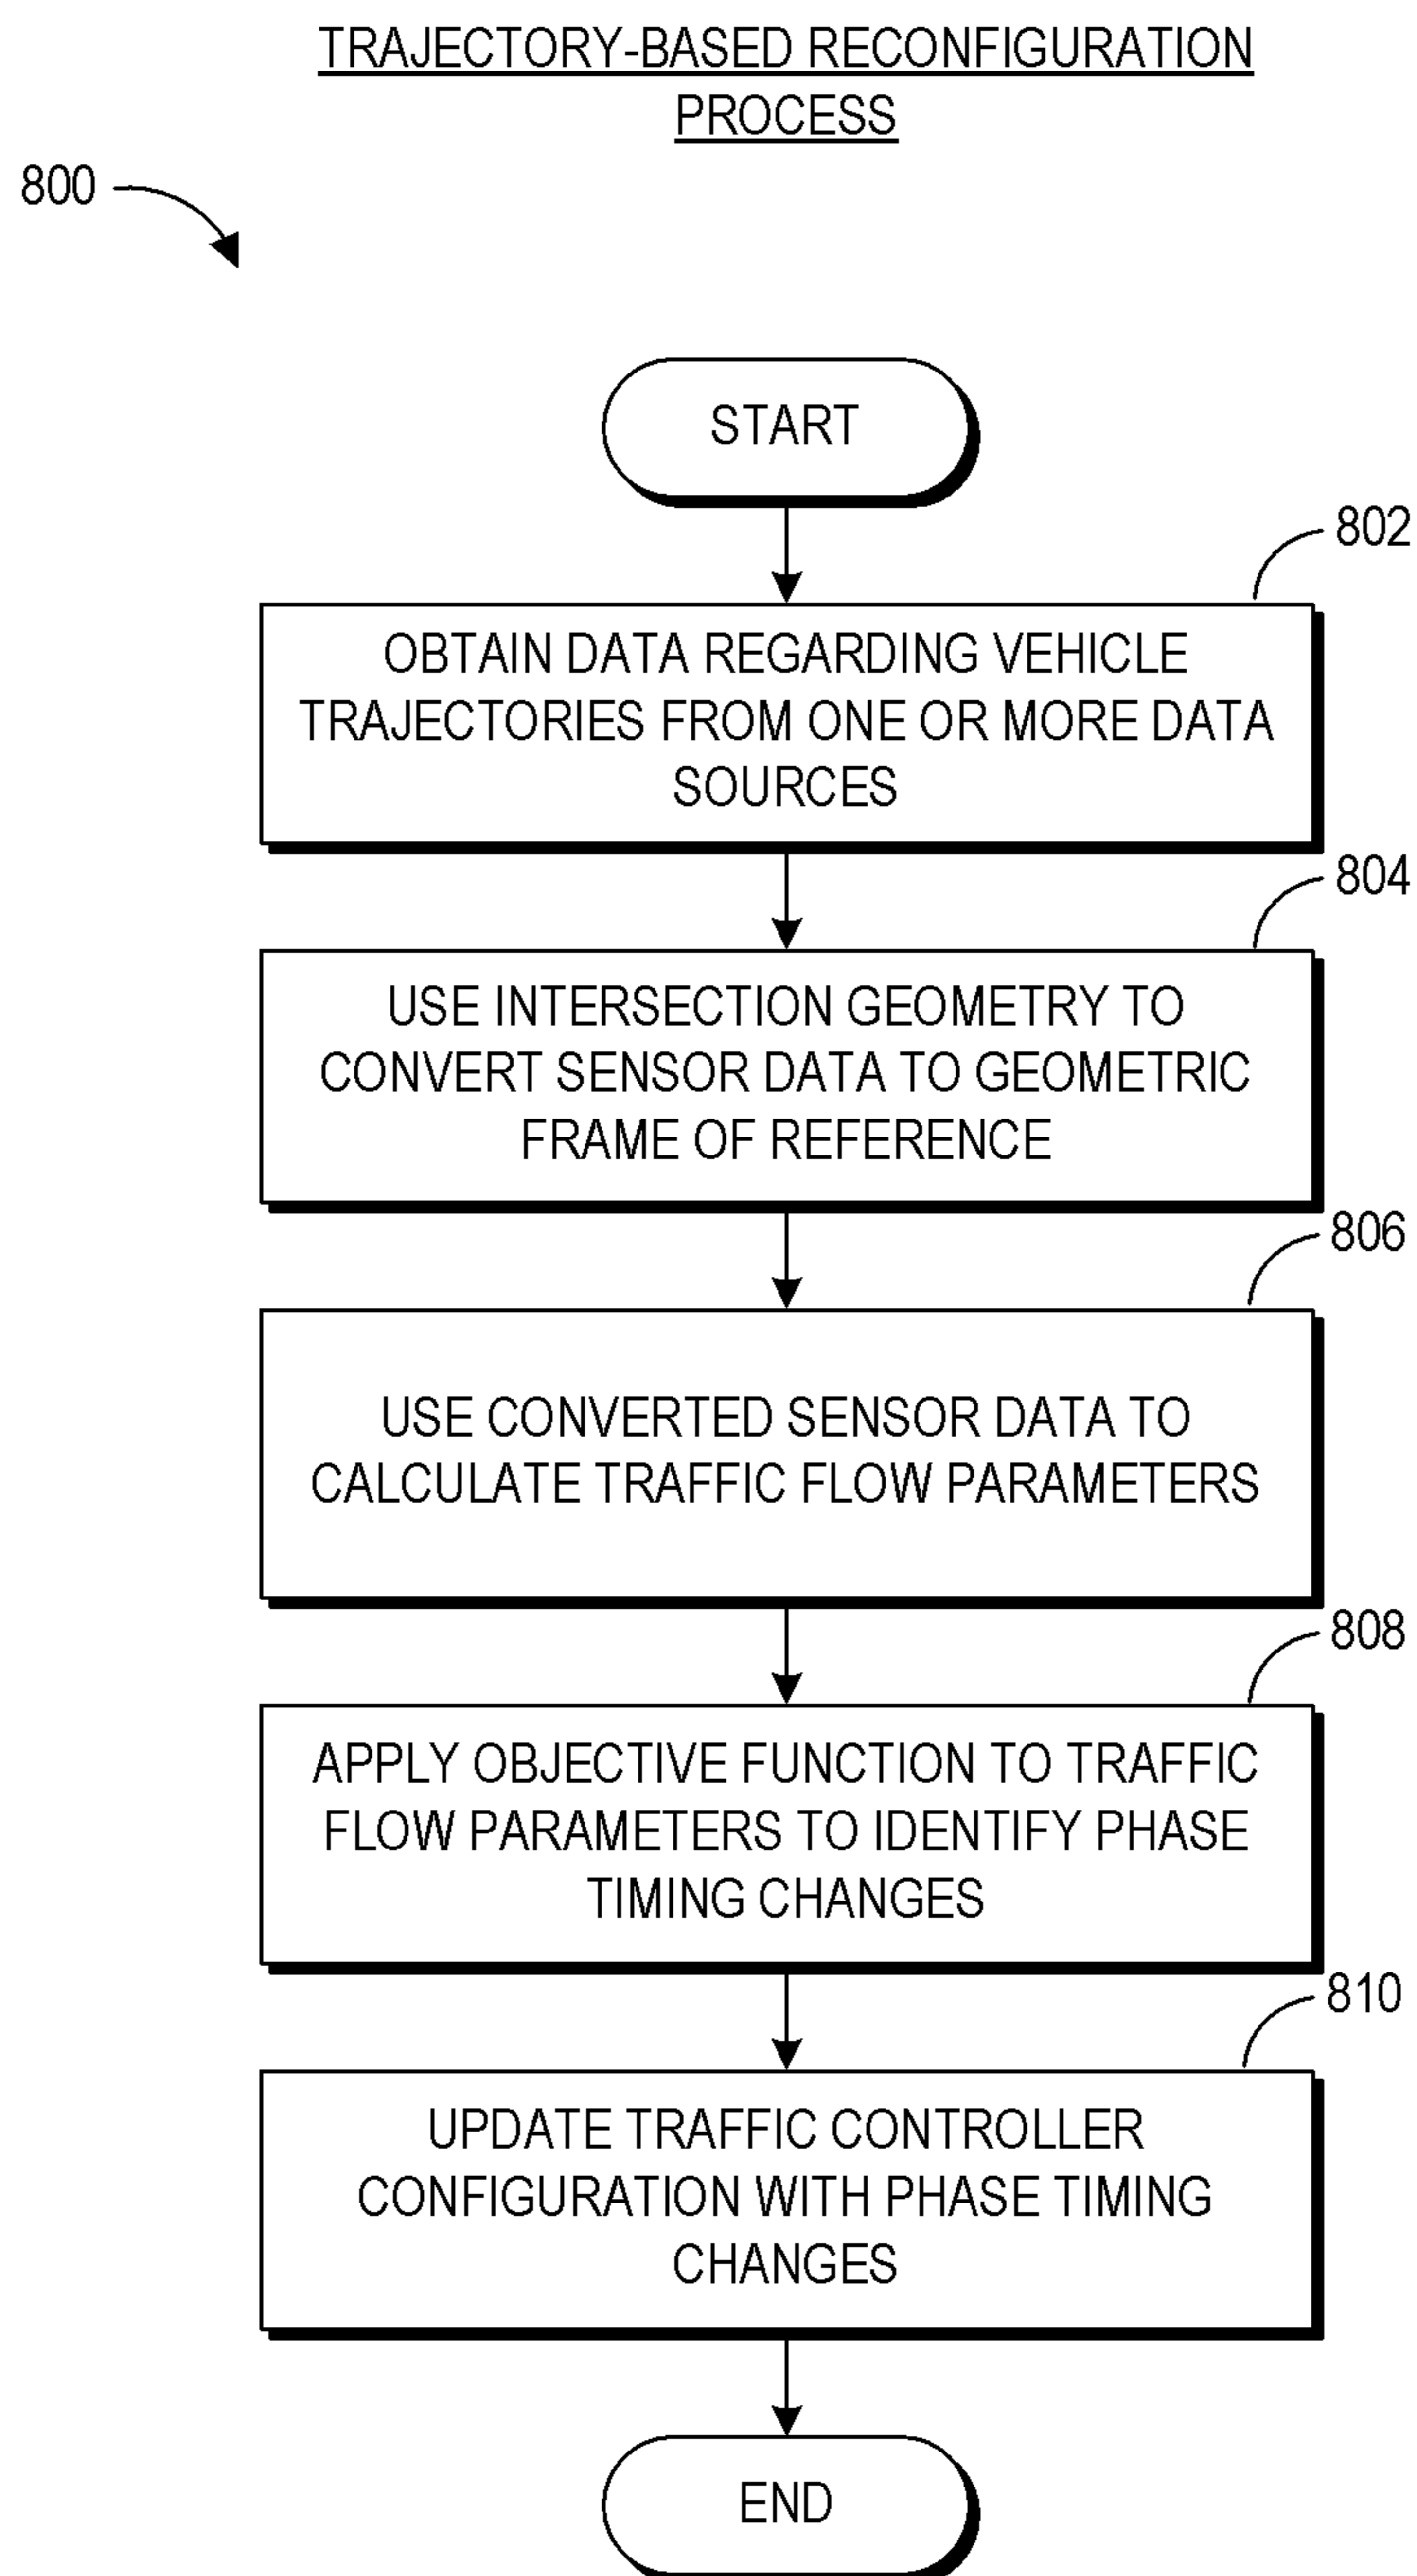 TRAJECTORY-BASED RECONFIGURATION
PROCESS
800
START
802
OBTAIN DATA REGARDING VEHICLE
TRAJECTORIES FROM ONE OR MORE DATA
SOURCES
804
USE INTERSECTION GEOMETRY TO
CONVERT SENSOR DATA TO GEOMETRIC
FRAME OF REFERENCE
806
USE CONVERTED SENSOR DATA TO
CALCULATE TRAFFIC FLOW PARAMETERS
808
APPLY OBJECTIVE FUNCTION TO TRAFFIC
FLOW PARAMETERS TO IDENTIFY PHASE
TIMING CHANGES
810
UPDATE TRAFFIC CONTROLLER
CONFIGURATION WITH PHASE TIMING
CHANGES
END